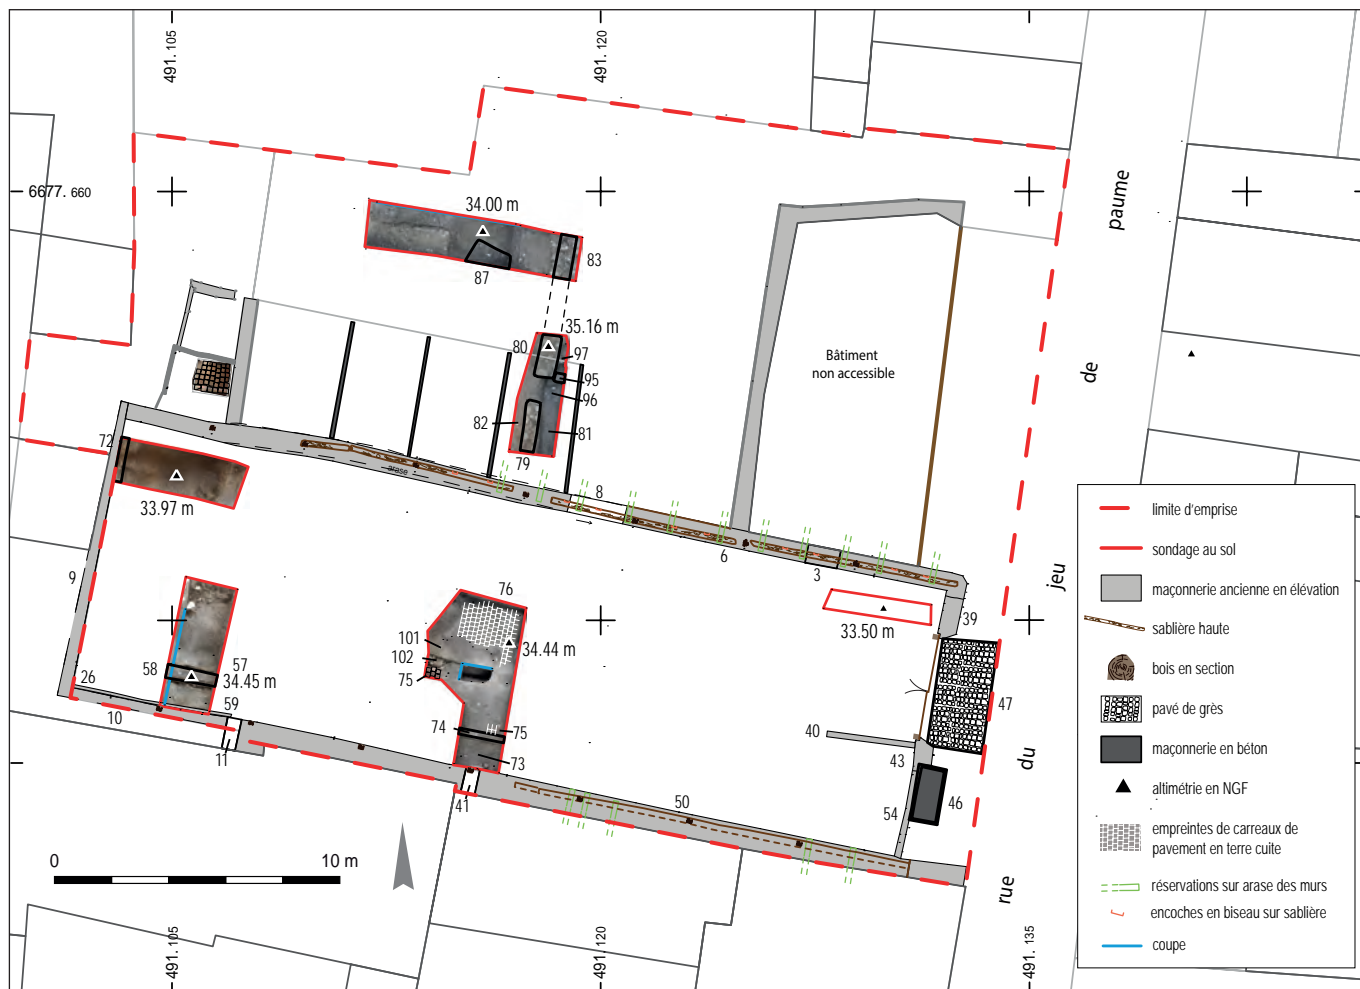 491. 105
491. 120
6677. 660
34.00 m
83
87
35.16 m
80
97
95
96
82
81
79
Bâtiment
non accessible
paume
de
jeu
du
rue
72
arase
33.97 m
8
6
3
9
76
39
33.50 m
101
102
75
34.44 m
58
57
34.45 m
26
59
10
11
74
75
73
41
50
40
43
47
46
54
0
10 m
491. 105
491. 120
491. 135
limite d'emprise
sondage au sol
maçonnerie ancienne en élévation
sablière haute
bois en section
pavé de grès
maçonnerie en béton
altimétrie en NGF
empreintes de carreaux de
pavement en terre cuite
réservations sur arase des murs
encoches en biseau sur sablière
coupe